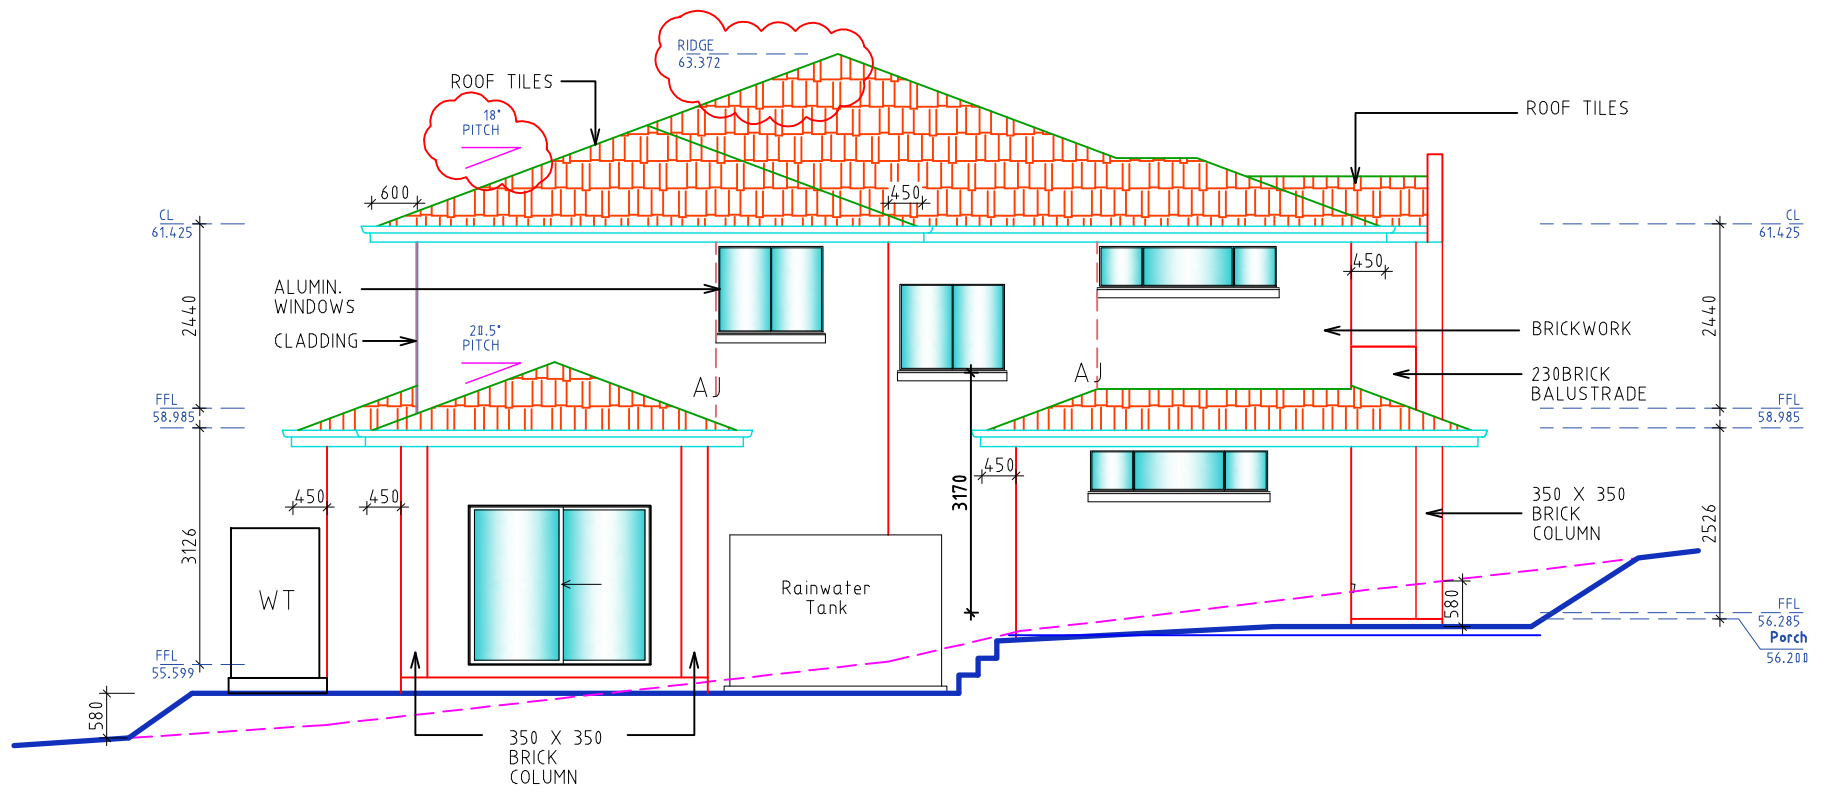 RIDGE
63.372
ROOF TILES
18°
PITCH
ROOF TILES
600
450
CL
61.425
CL
61.425
450
ALUMIN.
WINDOWS
CLADDING
2440
20.5°
PITCH
2440
BRICKWORK
AJ
AJ
230BRICK
BALUSTRADE
FFL
58.985
FFL
58.985
450
450
450
3170
350 X 350
BRICK
COLUMN
3126
2526
WT
Rainwater
Tank
580
FFL
56.285
Porch
56.200
FFL
55.599
580
350 X 350
BRICK
COLUMN